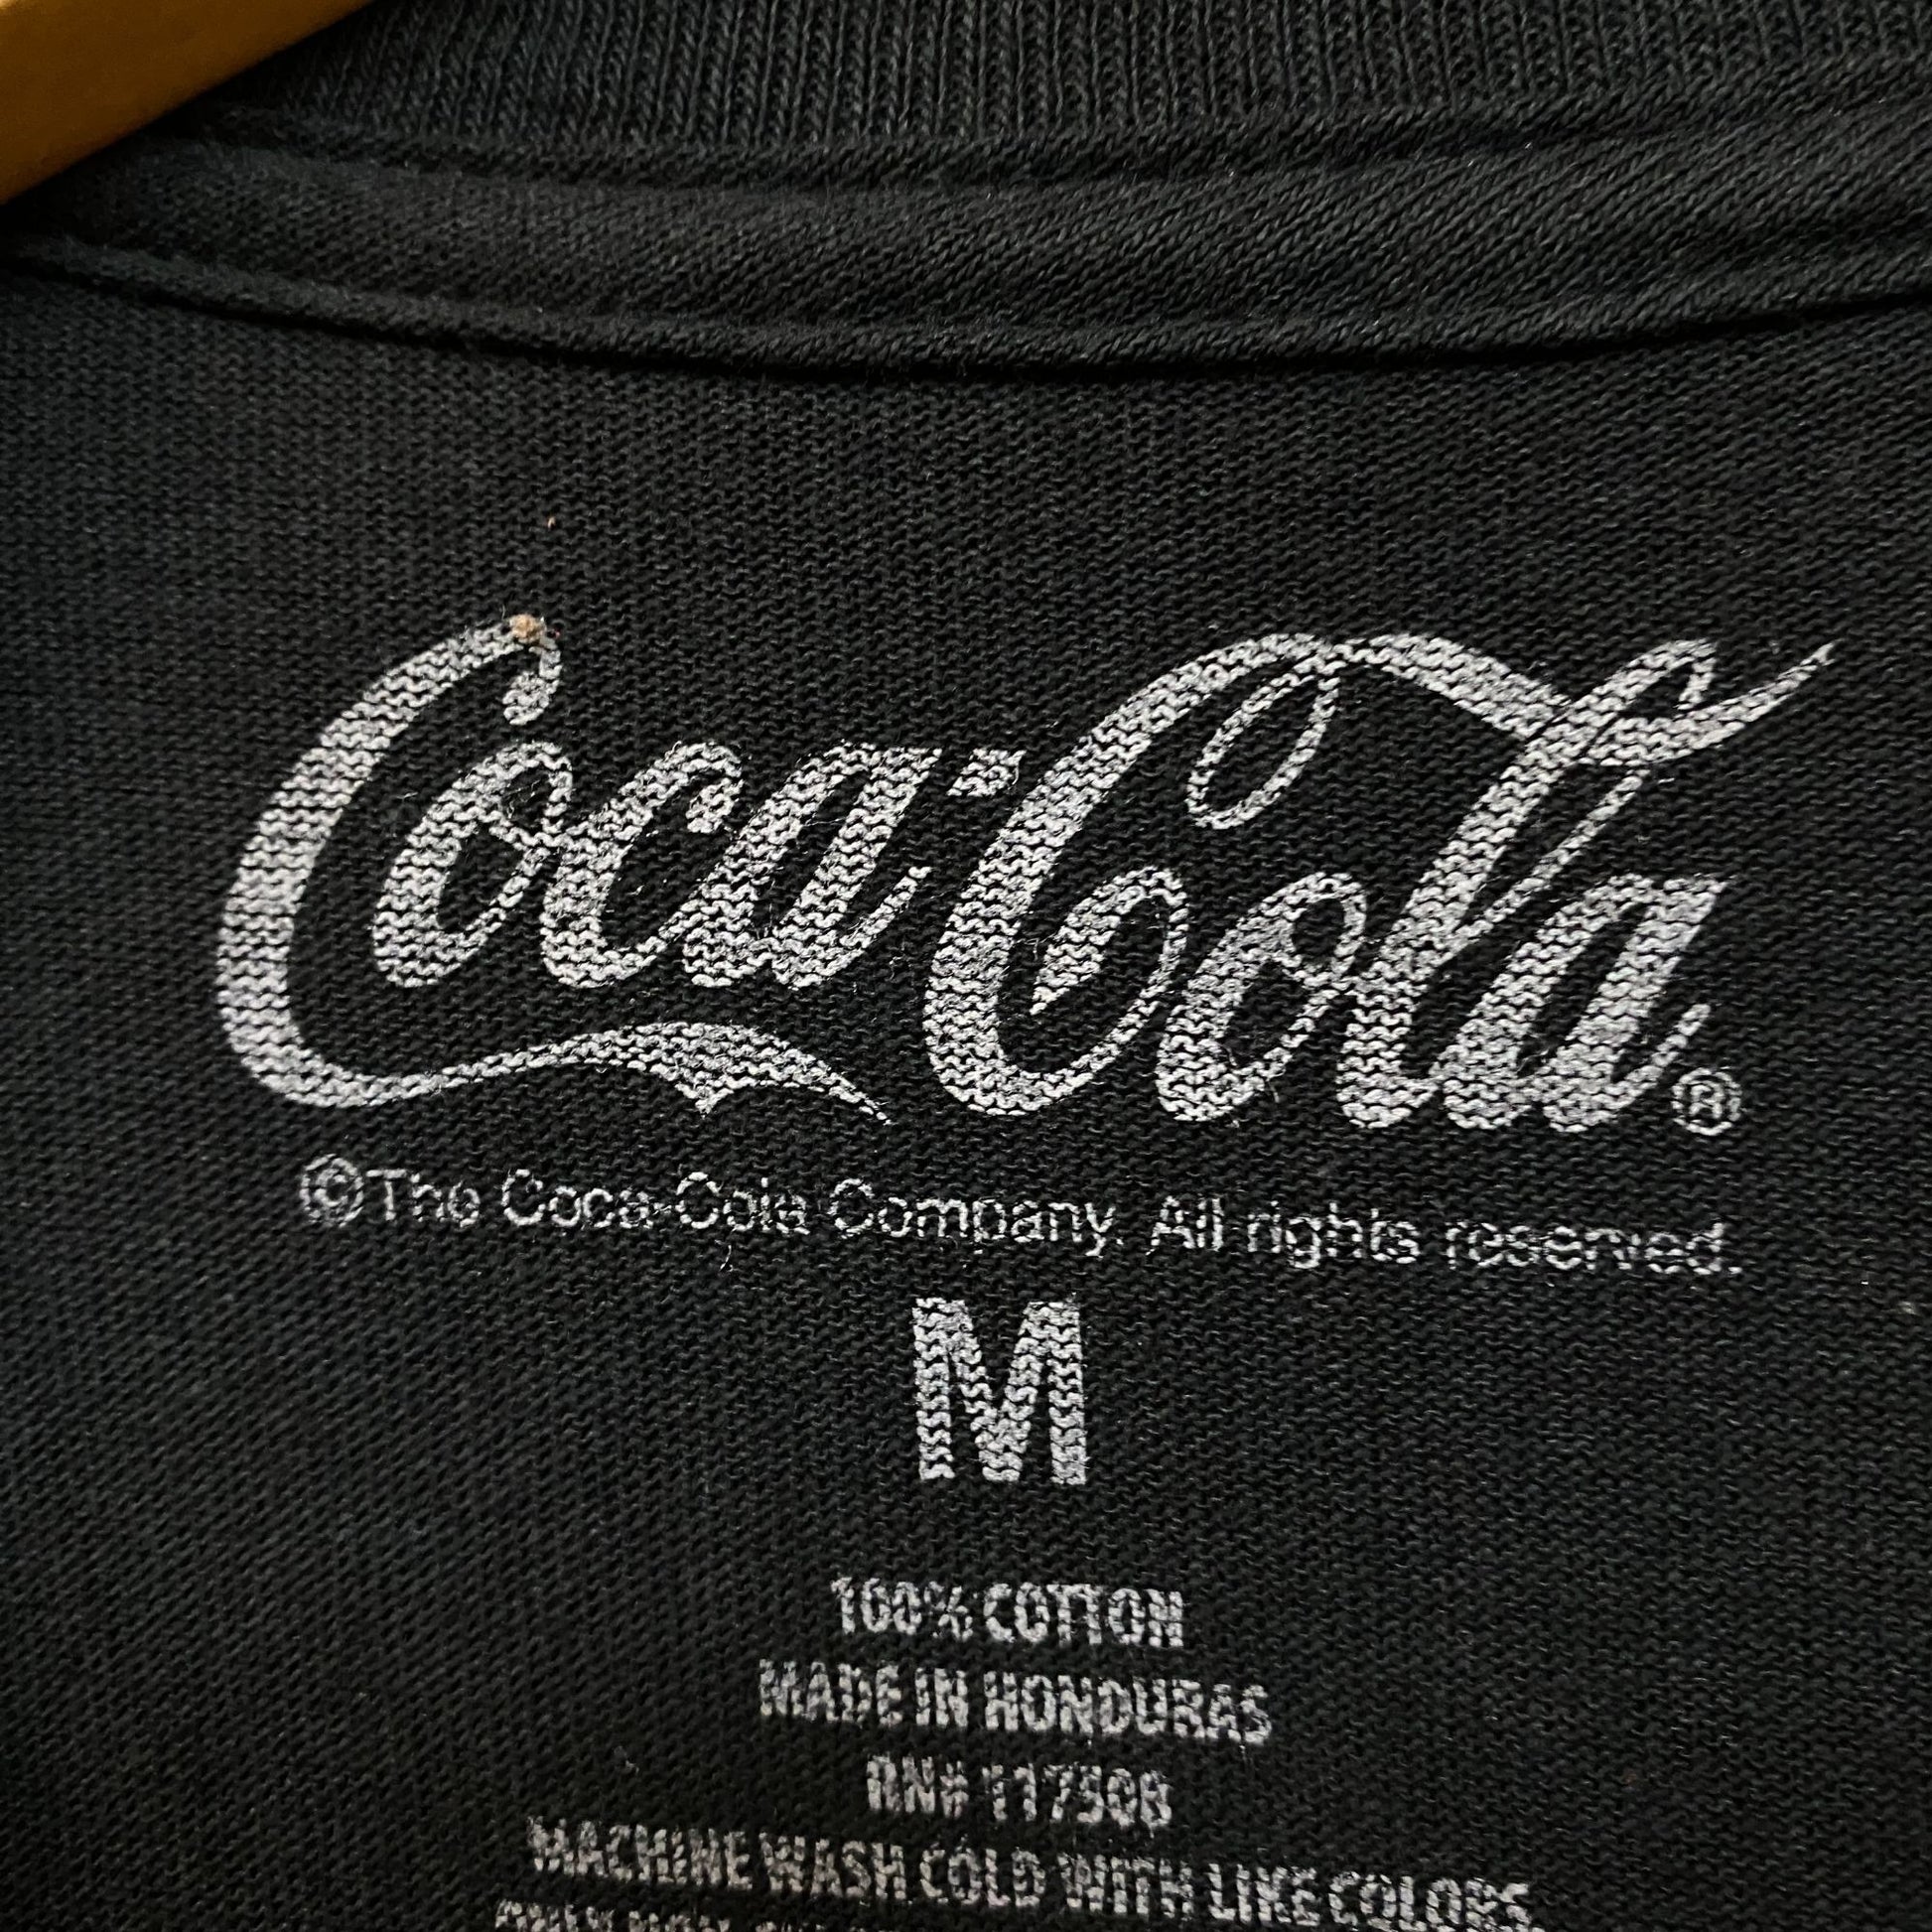 Coca-Cola®
©The Coca-Cola Company. All rights reserved.
M
100% COTTON
MADE IN HONDURAS
RN# 117508
MACHINE WASH COLD WITH LIKE COLORS.